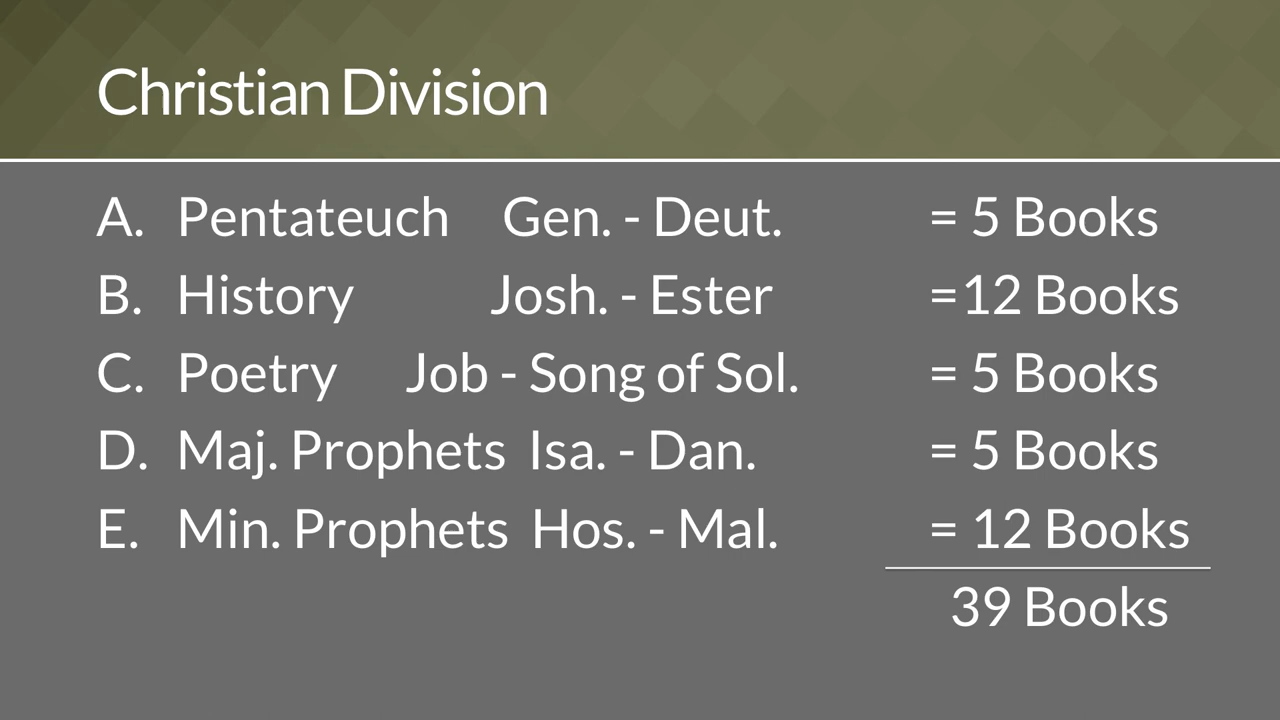 Christian Division
A. Pentateuch Gen. - Deut. = 5 Books
B. History Josh. - Ester =12 Books
C. Poetry Job - Song of Sol. = 5 Books
D. Maj. Prophets Isa. - Dan. = 5 Books
E. Min. Prophets Hos. - Mal. = 12 Books
39 Books